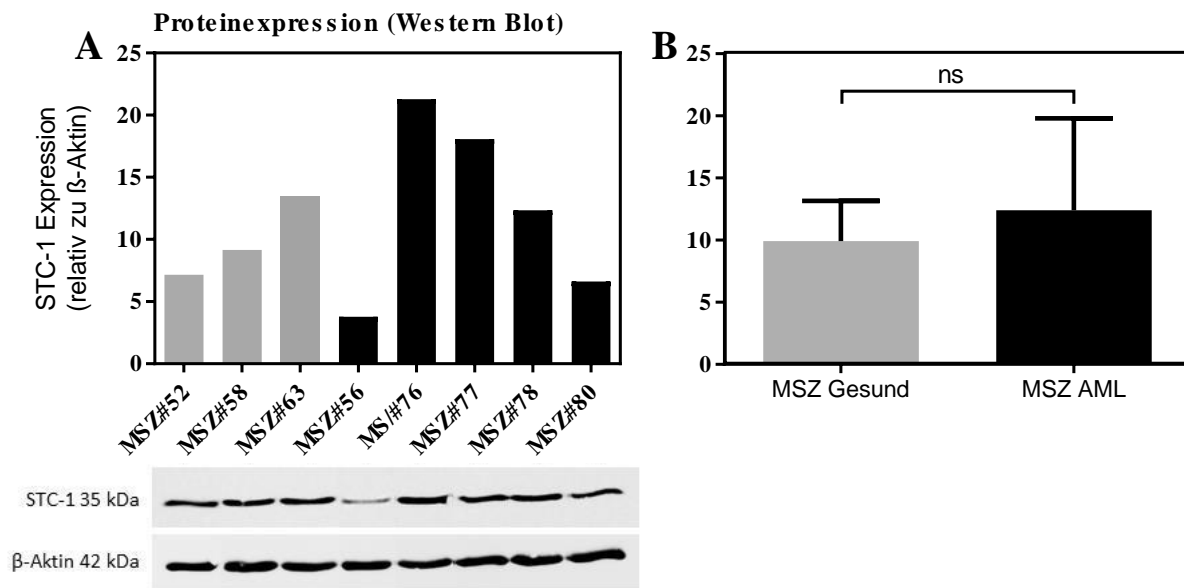 Proteinexpression (Western Blot)
A
STC-1 Expression
(relativ zu ß-Aktin)
25
20
15
10
5
0
MSZ#52
MSZ#58
MSZ#63
MSZ#56
MS/#76
MSZ#77
MSZ#78
MSZ#80
STC-1 35 kDa
β-Aktin 42 kDa
B
25
20
15
10
5
0
ns
MSZ Gesund
MSZ AML